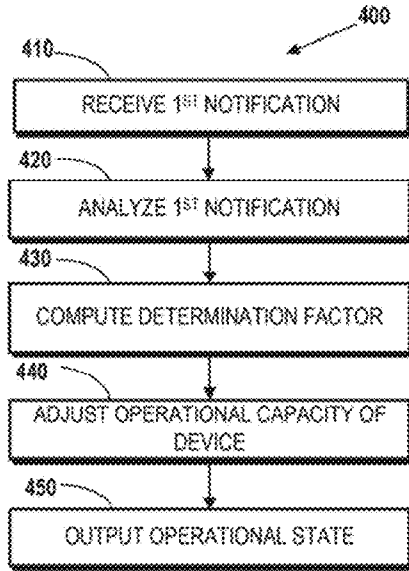 400
410
RECEIVE 1ST NOTIFICATION
420
ANALYZE 1ST NOTIFICATION
430
COMPUTE DETERMINATION FACTOR
440
ADJUST OPERATIONAL CAPACITY OF
DEVICE
450
OUTPUT OPERATIONAL STATE